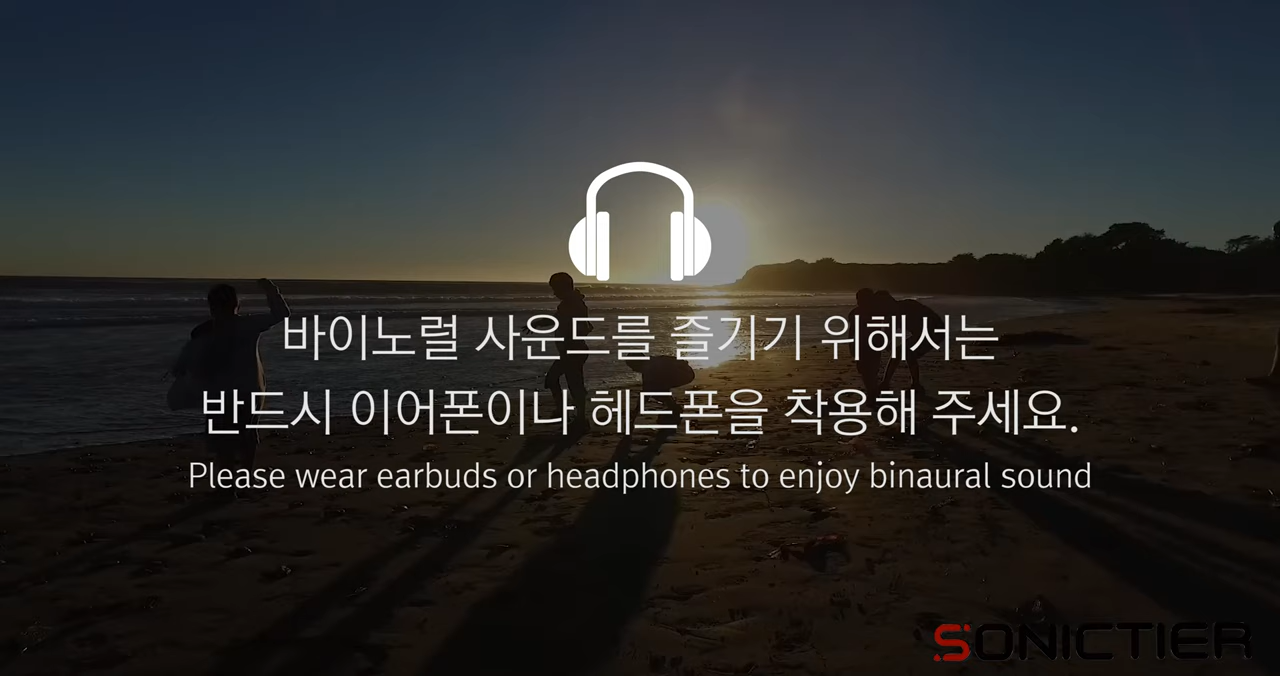 바이노럴 사운드를 즐기기 위해서는
반드시 이어폰이나 헤드폰을 착용해 주세요.
Please wear earbuds or headphones to enjoy binaural sound
SONICTIER